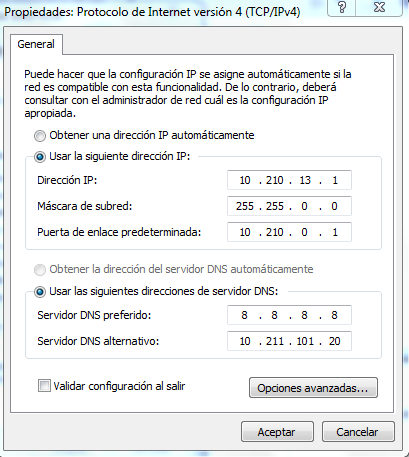 Propiedades: Protocolo de Internet versión 4 (TCP/IPv4)
General
Puede hacer que la configuración IP se asigne automáticamente si la
red es compatible con esta funcionalidad. De lo contrario, deberá
consultar con el administrador de red cuál es la configuración IP
apropiada.
Obtener una dirección IP automáticamente
Usar la siguiente dirección IP:
Dirección IP: 10 . 210 . 13 . 1
Máscara de subred: 255 . 255 . 0 . 0
Puerta de enlace predeterminada: 10 . 210 . 0 . 1
Obtener la dirección del servidor DNS automáticamente
Usar las siguientes direcciones de servidor DNS:
Servidor DNS preferido: 8 . 8 . 8 . 8
Servidor DNS alternativo: 10 . 211 . 101 . 20
Validar configuración al salir
Opciones avanzadas...
Aceptar
Cancelar